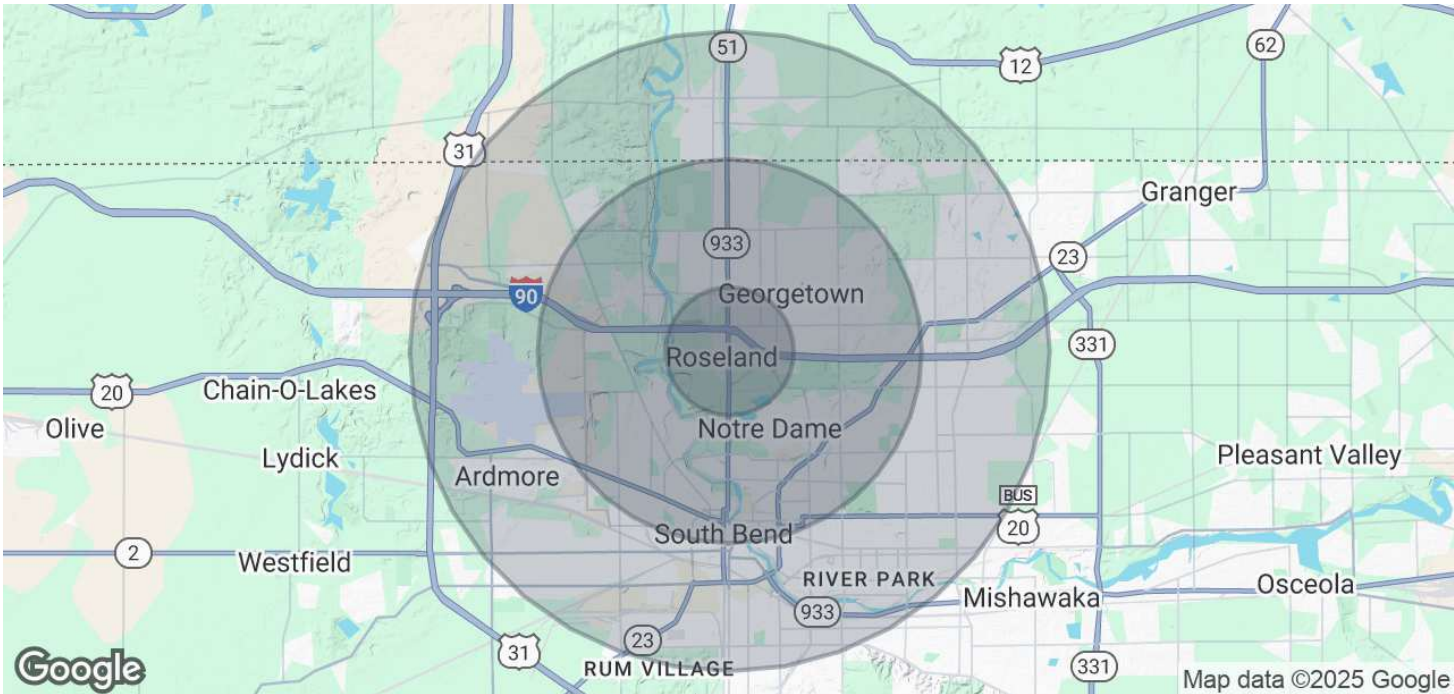 51
62
12
31
Granger
933
23
90
Georgetown
331
Roseland
20
Chain-O-Lakes
Olive
Notre Dame
Lydick
Pleasant Valley
Ardmore
BUS
20
South Bend
2
Westfield
RIVER PARK
Osceola
Mishawaka
933
23
31
RUM VILLAGE
331
Google
Map data ©2025 Google